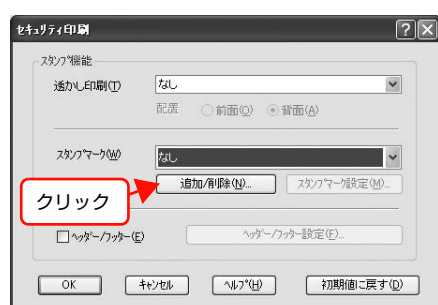 セキュリティ印刷
スタンプ機能
透かし印刷(T) なし
配置 前面(O) 背面(A)
スタンプマーク(W) なし
追加/削除(N)... スタンプマーク設定(M)...
クリック
ヘッダー/フッター(E) ヘッダー/フッター設定(F)...
OK キャンセル ヘルプ(H) 初期値に戻す(D)